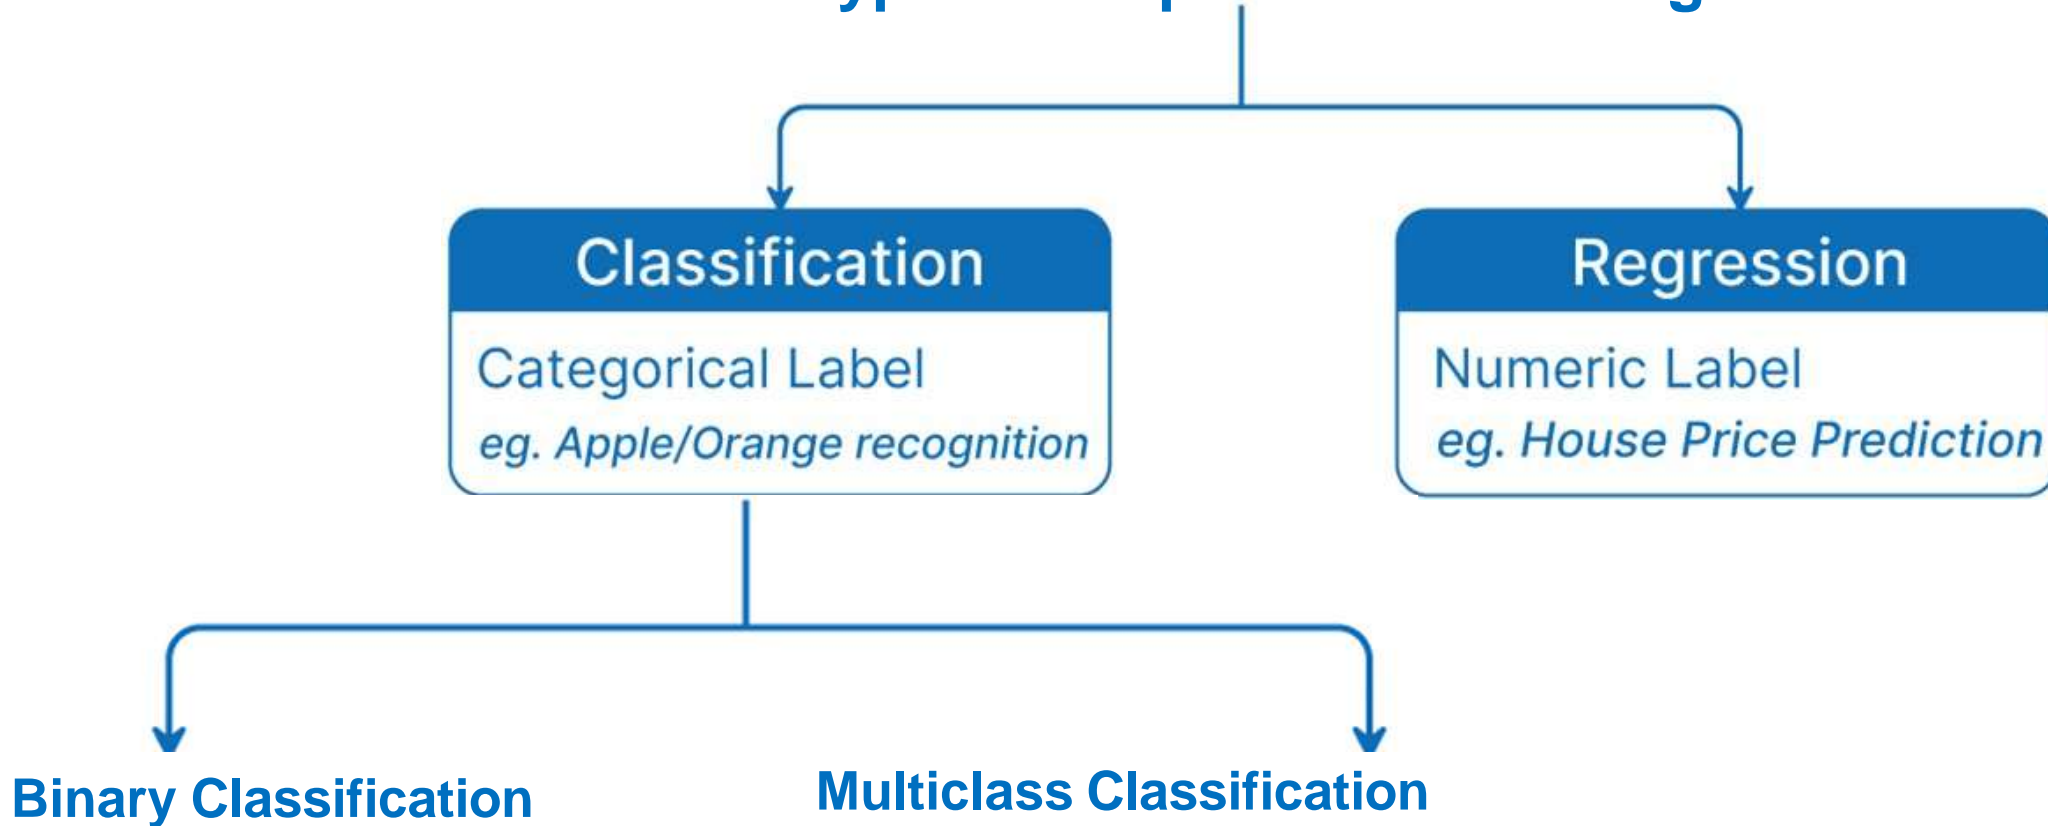 Classification
Regression
Categorical Label
Numeric Label
eg. Apple/Orange recognition
eg. House Price Prediction
Binary Classification
Multiclass Classification